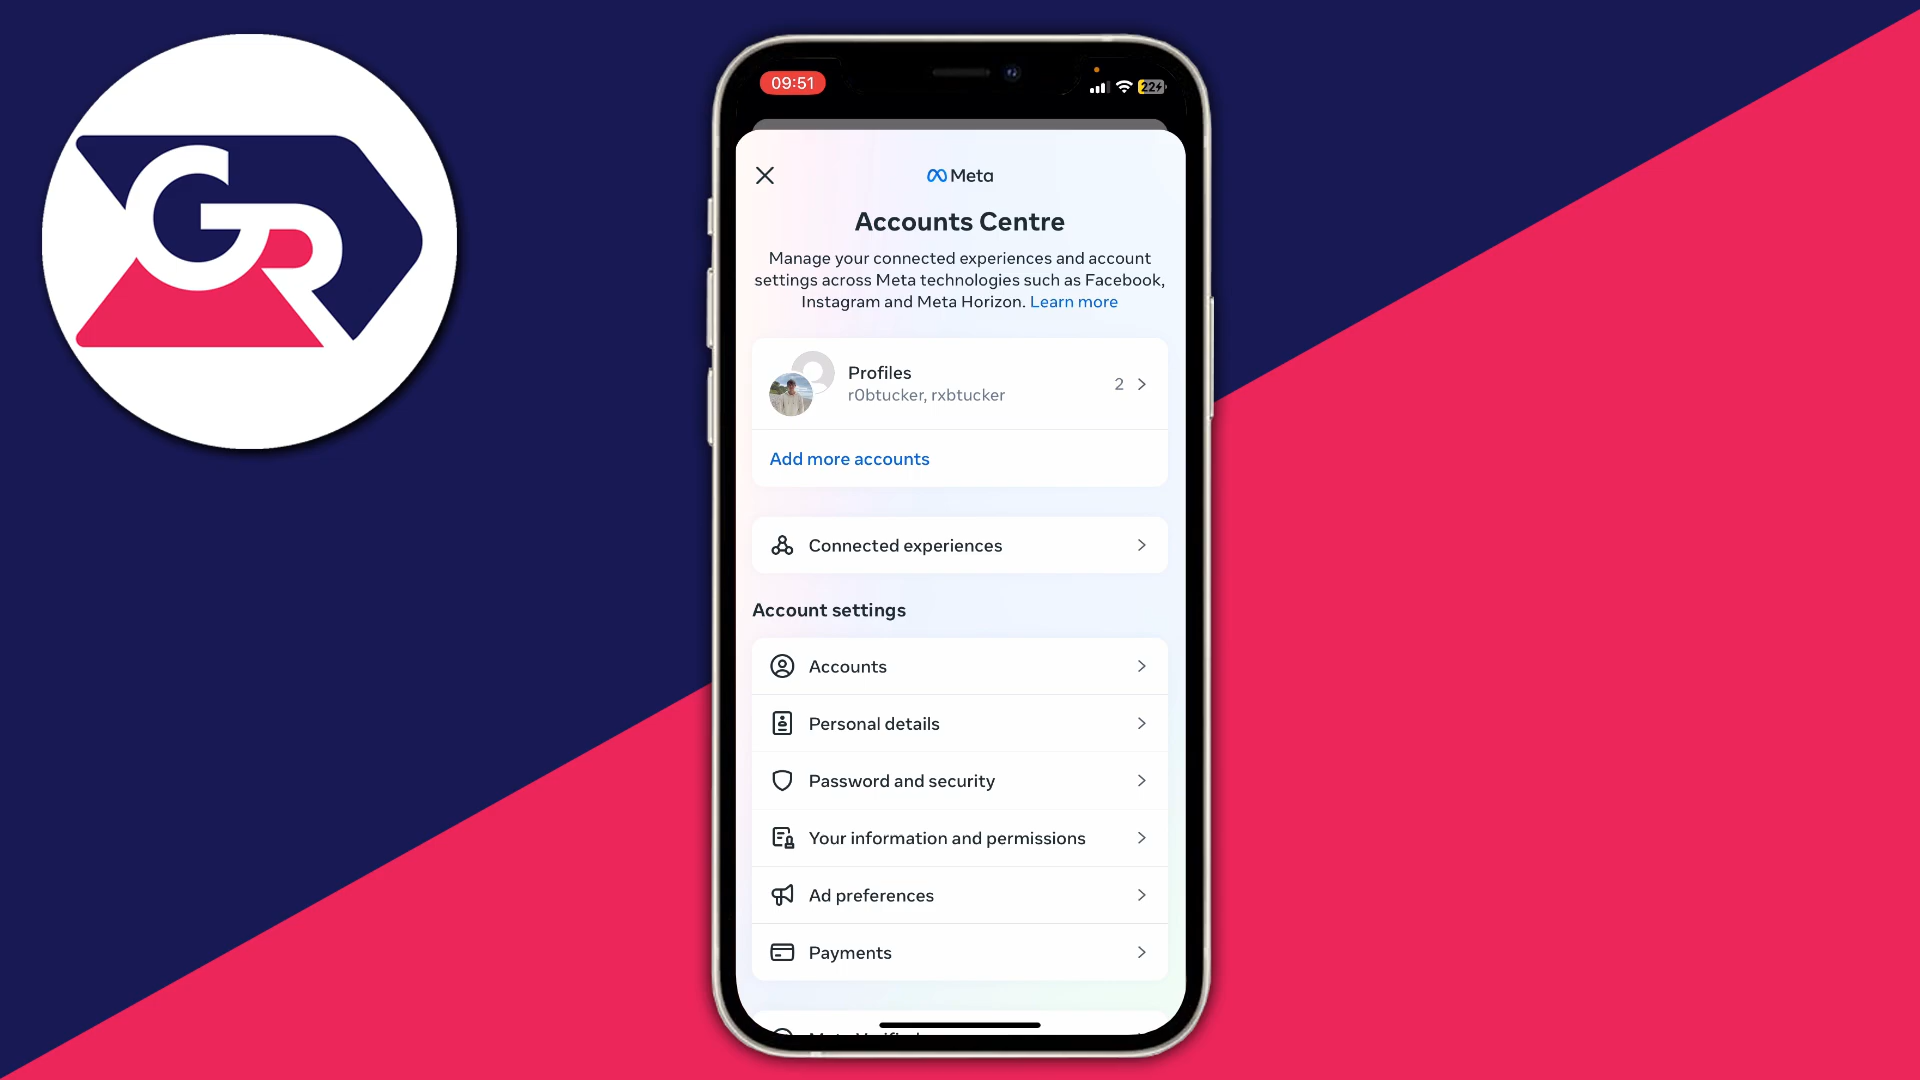 GR
09:51
22
Meta
Accounts Centre
Manage your connected experiences and account
settings across Meta technologies such as Facebook,
Instagram and Meta Horizon. Learn more
Profiles
2
r0btucker, rxbtucker
Add more accounts
Connected experiences
Account settings
Accounts
Personal details
Password and security
Your information and permissions
Ad preferences
Payments